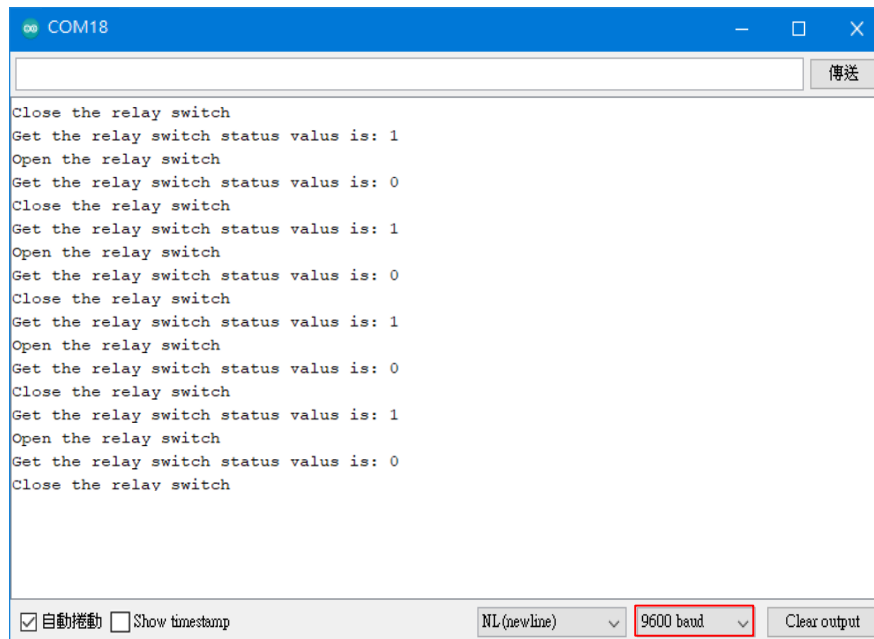 COM18
傳送
Close the relay switch
Get the relay switch status valus is: 1
Open the relay switch
Get the relay switch status valus is: 0
Close the relay switch
Get the relay switch status valus is: 1
Open the relay switch
Get the relay switch status valus is: 0
Close the relay switch
Get the relay switch status valus is: 1
Open the relay switch
Get the relay switch status valus is: 0
Close the relay switch
Get the relay switch status valus is: 1
Open the relay switch
Get the relay switch status valus is: 0
Close the relay switch
自動捲動 Show timestamp NL(newline) 9600 baud Clear output